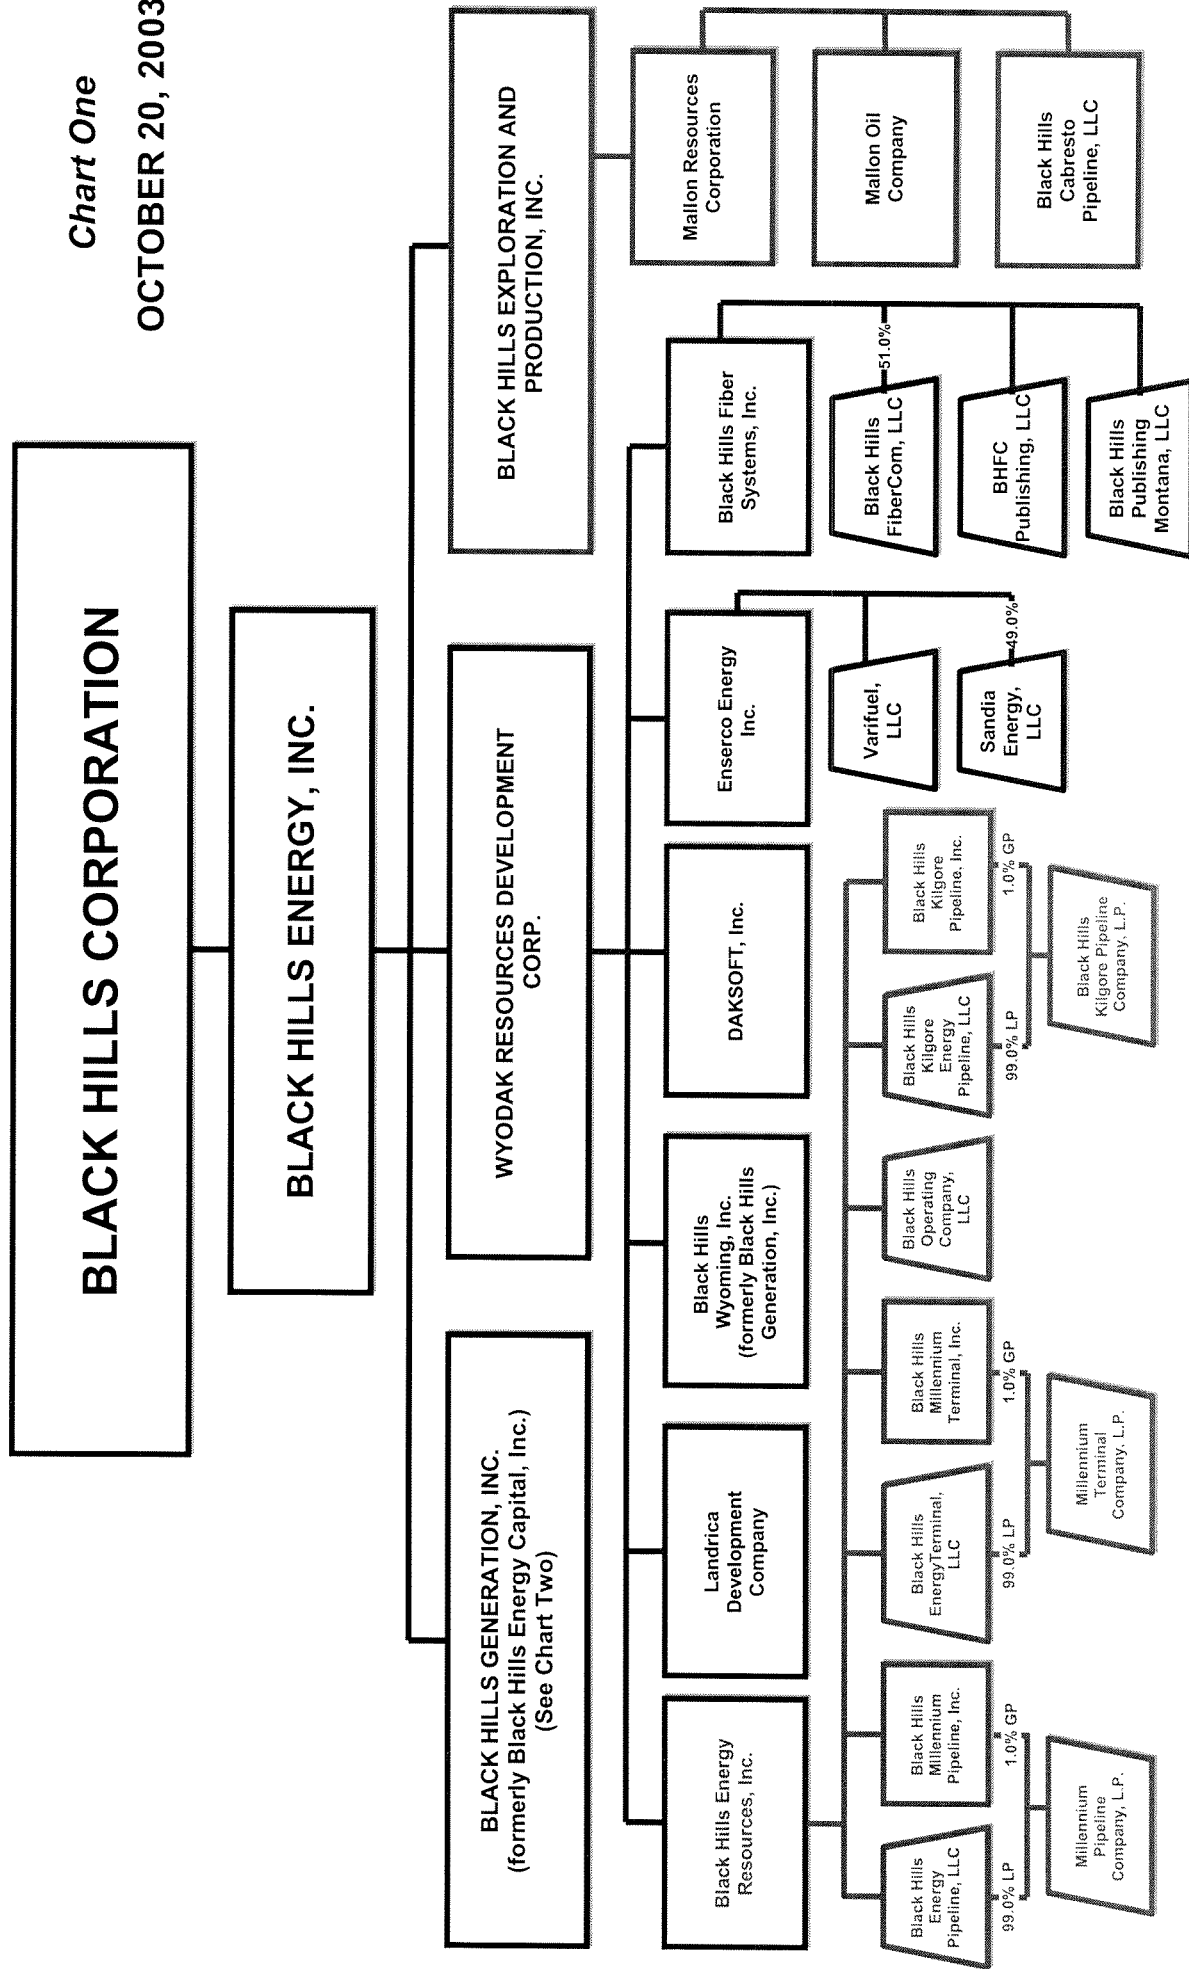 Chart One
OCTOBER 20, 2003
BLACK HILLS CORPORATION
BLACK HILLS ENERGY, INC.
BLACK HILLS GENERATION, INC.
(formerly Black Hills Energy Capital, Inc.)
(See Chart Two)
WYODAK RESOURCES DEVELOPMENT
CORP.
BLACK HILLS EXPLORATION AND
PRODUCTION, INC.
Black Hills Energy
Resources, Inc.
Landrica
Development
Company
Black Hills
Wyoming, Inc.
(formerly Black Hills
Generation, Inc.)
DAKSOFT, Inc.
Enserco Energy
Inc.
Black Hills Fiber
Systems, Inc.
Mallon Resources
Corporation
Mallon Oil
Company
Black Hills
Cabresto
Pipeline, LLC
Varifuel,
LLC
49.0%
Sandia
Energy,
LLC
51.0%
Black Hills
FiberCom, LLC
BHFC
Publishing, LLC
Black Hills
Publishing
Montana, LLC
Black Hills
Energy
Pipeline, LLC
Black Hills
Millennium
Pipeline, Inc.
Black Hills
EnergyTerminal,
LLC
Black Hills
Millennium
Terminal, Inc.
Black Hills
Operating
Company,
LLC
Black Hills
Kilgore
Energy
Pipeline, LLC
Black Hills
Kilgore
Pipeline, Inc.
99.0% LP
1.0% GP
99.0% LP
1.0% GP
99.0% LP
1.0% GP
Millennium
Pipeline
Company, L.P.
Millennium
Terminal
Company, L.P.
Black Hills
Kilgore Pipeline
Company, L.P.